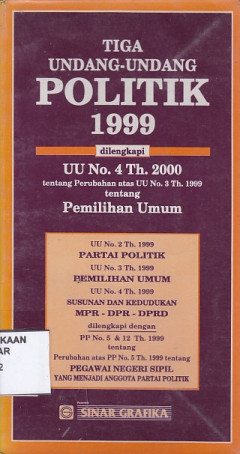 TIGA
UNDANG-UNDANG
POLITIK
1999
dilengkapi
UU No. 4 Th. 2000
tentang Perubahan atas UU No. 3 Th. 1999
tentang
Pemilihan Umum
UU No. 2 Th. 1999
PARTAI POLITIK
UU No. 3 Th. 1999
PEMILIHAN UMUM
UU No. 4 Th. 1999
SUSUNAN DAN KEDUDUKAN
MPR - DPR - DPRD
dilengkapi dengan
PP No. 5 & 12 Th. 1999
tentang
Perubahan atas PP No. 5 Th. 1999 tentang
PEGAWAI NEGERI SIPIL
YANG MENJADI ANGGOTA PARTAI POLITIK
KAAN
AR
2
SINAR GRAFIKA